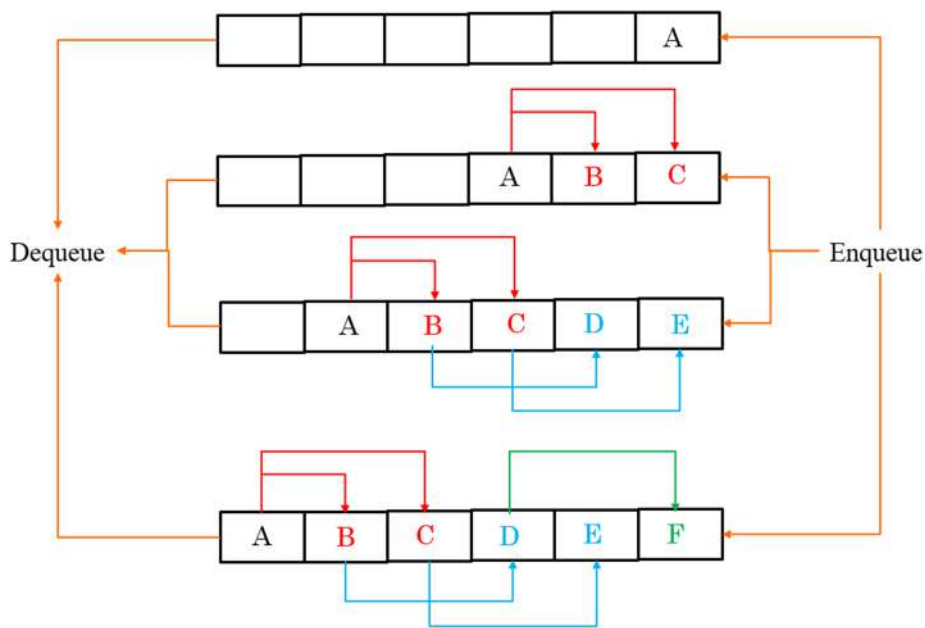 A
A B C
Dequeue
Enqueue
A B C D E
A B C D E F